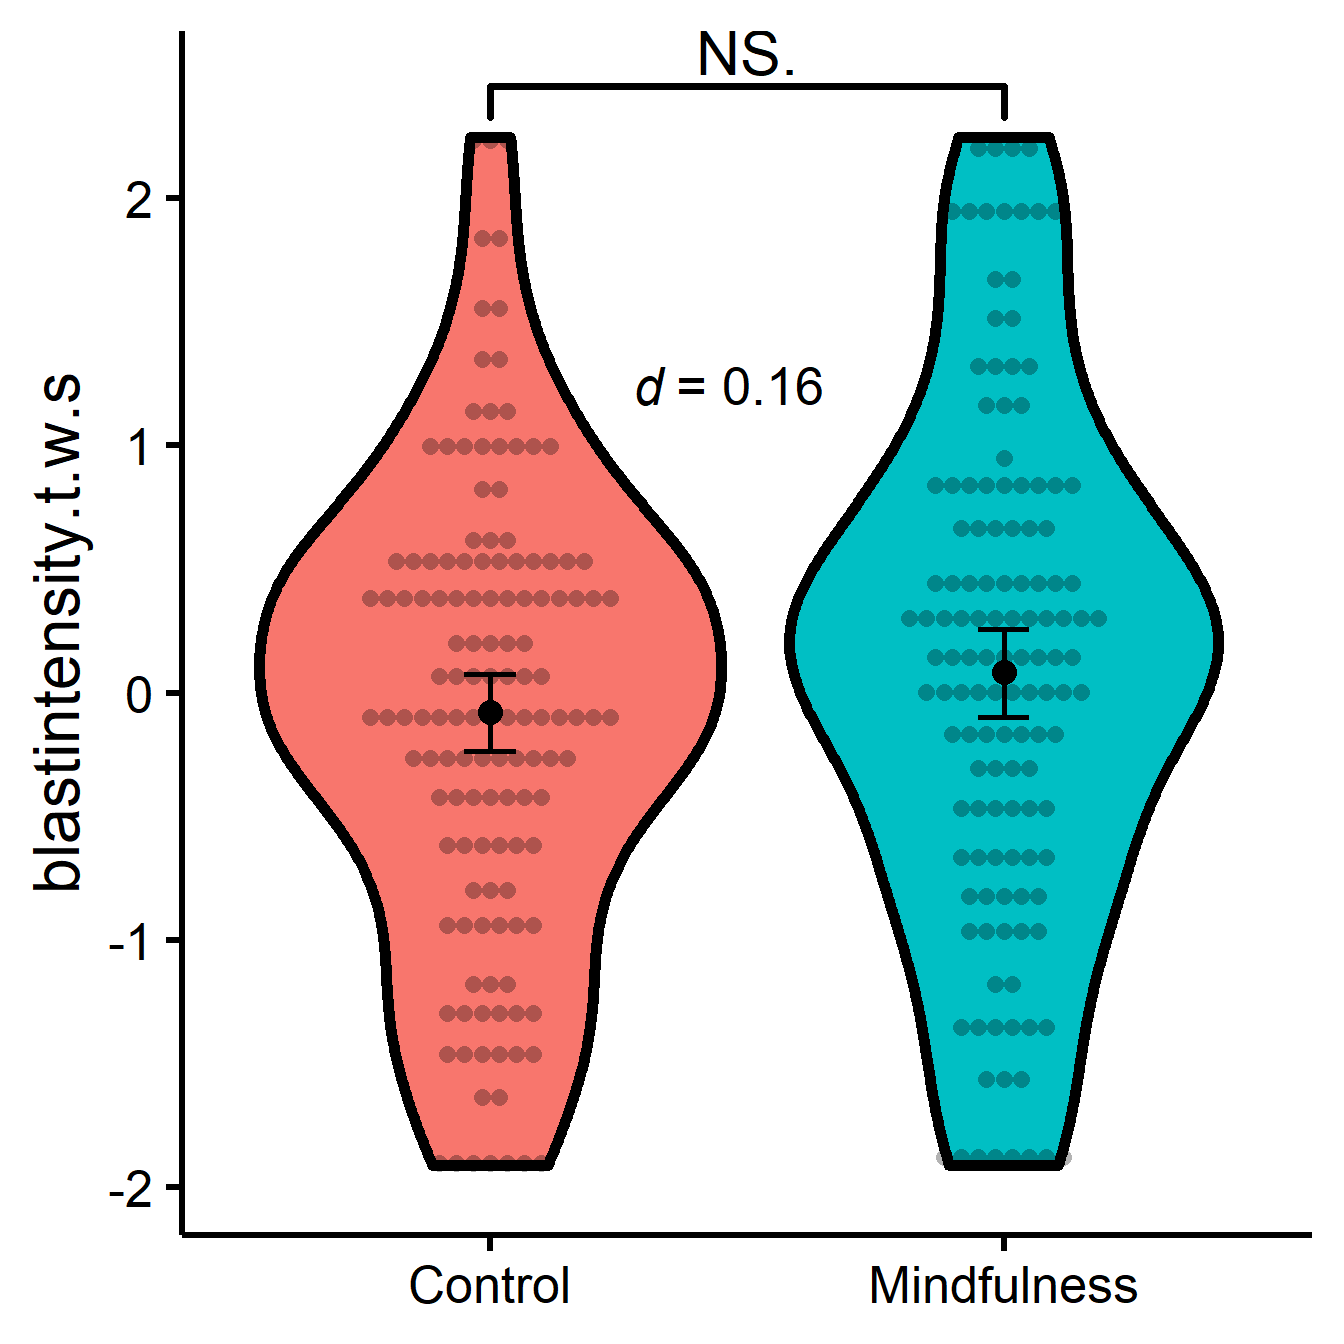 NS.
d = 0.16
blastintensity.t.w.s
2
1
0
-1
-2
Control
Mindfulness